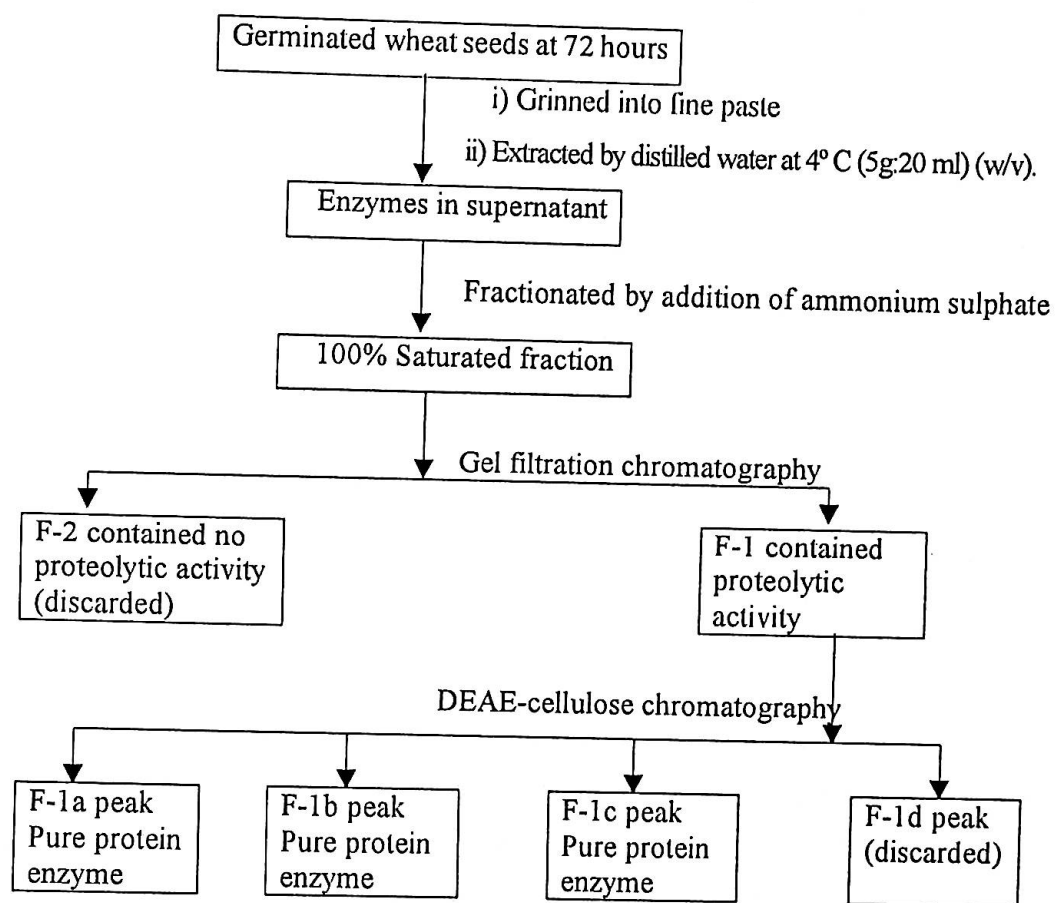 Germinated wheat seeds at 72 hours
i) Grinned into fine paste
ii) Extracted by distilled water at 4⁰ C (5g:20 ml) (w/v).
Enzymes in supernatant
Fractionated by addition of ammonium sulphate
100% Saturated fraction
Gel filtration chromatography
F-2 contained no
proteolytic activity
(discarded)
F-1 contained
proteolytic
activity
DEAE-cellulose chromatography
F-1a peak
Pure protein
enzyme
F-1b peak
Pure protein
enzyme
F-1c peak
Pure protein
enzyme
F-1d peak
(discarded)